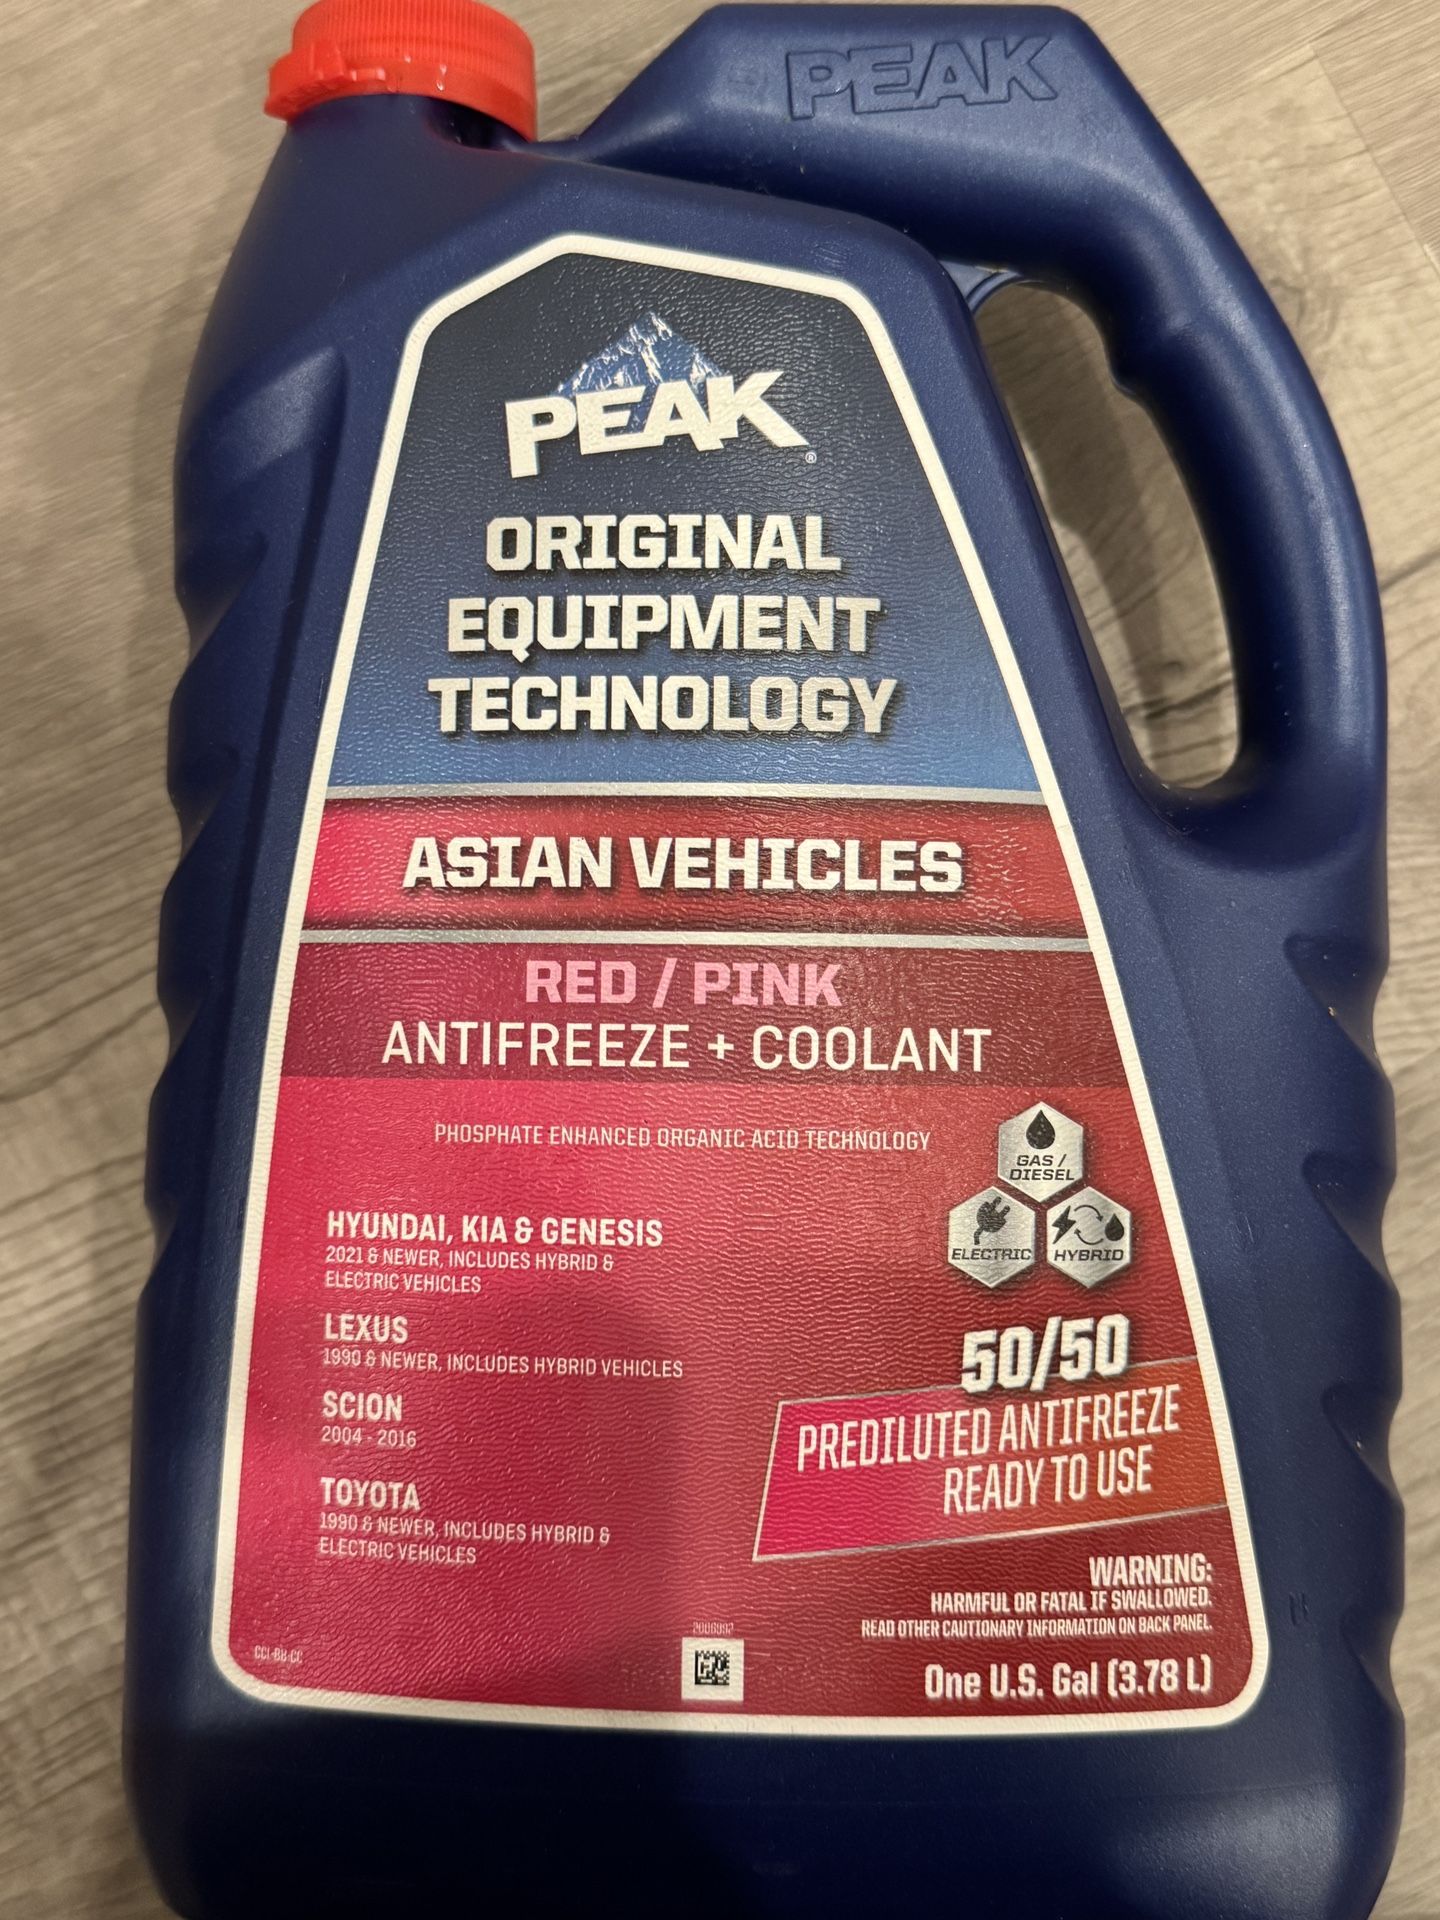 PEAK
PEAK®
ORIGINAL
EQUIPMENT
TECHNOLOGY
ASIAN VEHICLES
RED / PINK
ANTIFREEZE + COOLANT
PHOSPHATE ENHANCED ORGANIC ACID TECHNOLOGY
GAS /
DIESEL
ELECTRIC
HYBRID
HYUNDAI, KIA & GENESIS
2021 & NEWER, INCLUDES HYBRID &
ELECTRIC VEHICLES
LEXUS
1990 & NEWER, INCLUDES HYBRID VEHICLES
SCION
2004 - 2016
TOYOTA
1990 & NEWER, INCLUDES HYBRID &
ELECTRIC VEHICLES
50/50
PREDILUTED ANTIFREEZE
READY TO USE
WARNING:
HARMFUL OR FATAL IF SWALLOWED.
READ OTHER CAUTIONARY INFORMATION ON BACK PANEL.
One U.S. Gal (3.78 L)